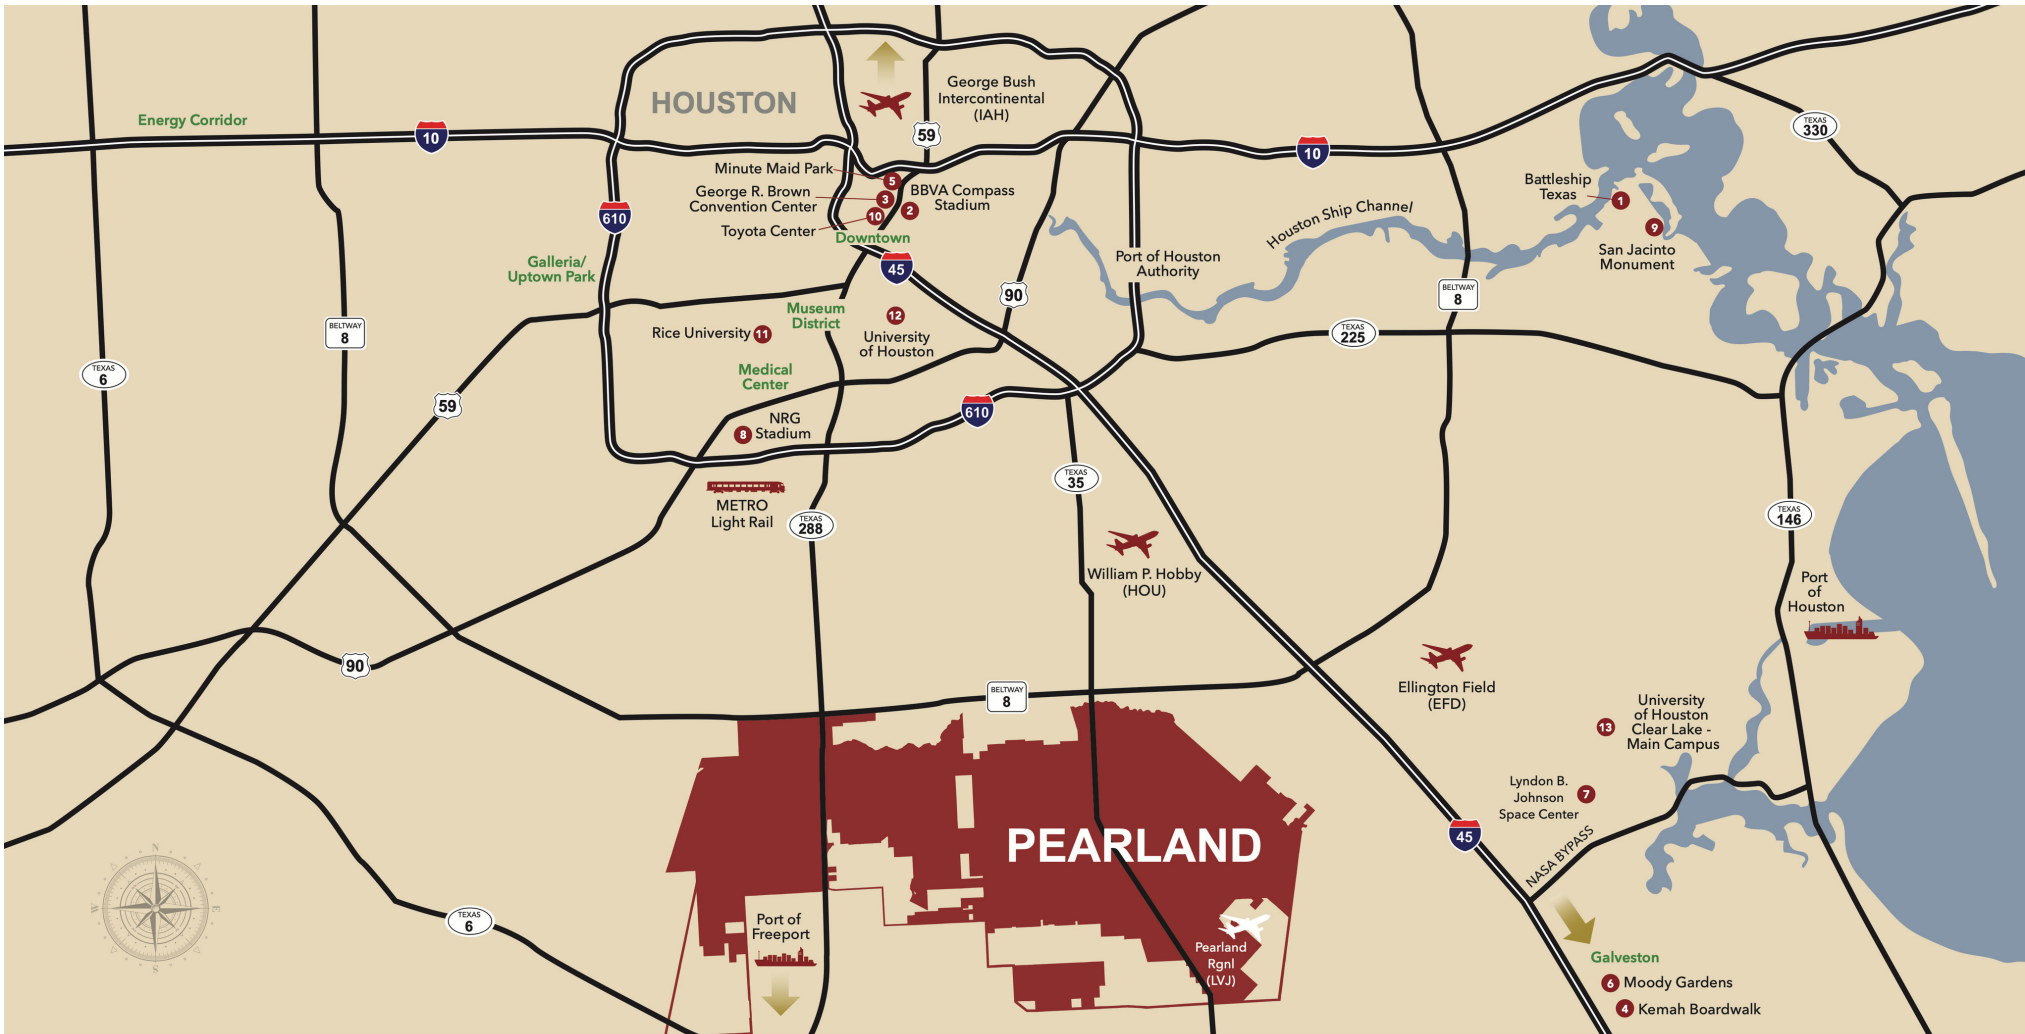 HOUSTON
George Bush
Intercontinental
(IAH)
Energy Corridor
10
59
10
TEXAS
330
Minute Maid Park
5
George R. Brown
Convention Center
3
BBVA Compass
Stadium
2
Toyota Center
10
Downtown
610
Battleship
Texas
1
9
San Jacinto
Monument
Houston Ship Channel
Galleria/
Uptown Park
45
Port of Houston
Authority
90
BELTWAY
8
BELTWAY
8
Museum
District
12
University
of Houston
Rice University
11
TEXAS
225
TEXAS
6
Medical
Center
59
610
NRG
Stadium
8
METRO
Light Rail
TEXAS
35
TEXAS
288
TEXAS
146
William P. Hobby
(HOU)
Port
of
Houston
90
Ellington Field
(EFD)
BELTWAY
8
University
of Houston
Clear Lake -
Main Campus
13
Lyndon B.
Johnson
Space Center
7
45
NASA BYPASS
PEARLAND
N
W
E
S
TEXAS
6
Port of
Freeport
Pearland
Rgnl
(LVJ)
Galveston
6
Moody Gardens
4
Kemah Boardwalk